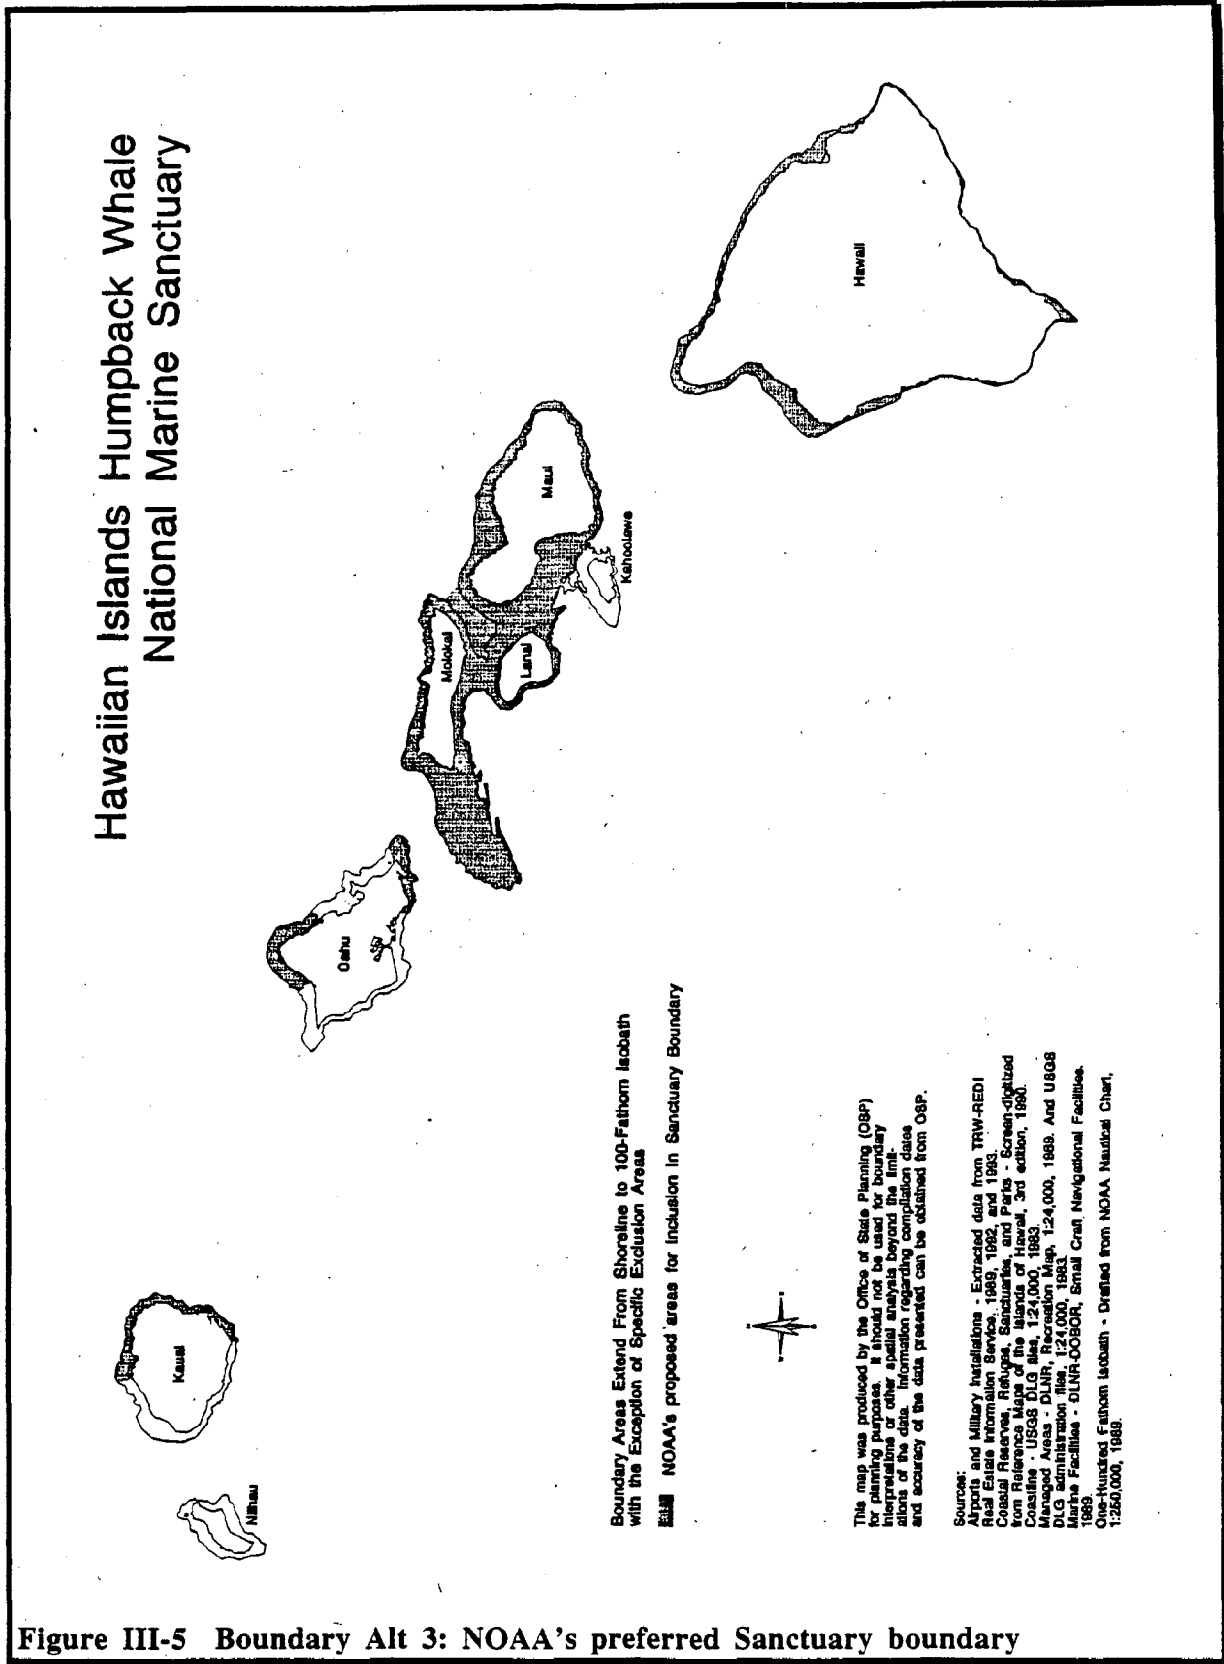 Hawaiian Islands Humpback Whale
National Marine Sanctuary
Niihau
Kauai
Oahu
Molokai
Lanai
Maui
Kahoolawe
Hawaii
Boundary Areas Extend From Shoreline to 100-Fathom Isobath
with the Exception of Specific Exclusion Areas
NOAA's proposed areas for Inclusion in Sanctuary Boundary
This map was produced by the Office of State Planning (OSP)
for planning purposes. It should not be used for boundary
interpretations or other spatial analysis beyond the limit-
ations of the data. Information regarding compilation dates
and accuracy of the data presented can be obtained from OSP.
Sources:
Airports and Military Installations - Extracted data from TRW-REDI
Real Estate Information Service, 1989, 1992, and 1993.
Coastal Reserves, Refuges, Sanctuaries, and Parks - Screen-digitized
from Reference Maps of the Islands of Hawaii, 3rd edition, 1990.
Coastline - USGS DLG files, 1:24,000, 1983.
Managed Areas - DLNR, Recreation Map, 1:24,000, 1989. And USGS
DLG administration files, 1:24,000, 1983.
Marine Facilities - DLNR-DOBOR, Small Craft Navigational Facilities.
1989.
One-Hundred Fathom Isobath - Drafted from NOAA Nautical Chart,
1:250,000, 1989.
Figure III-5 Boundary Alt 3: NOAA's preferred Sanctuary boundary